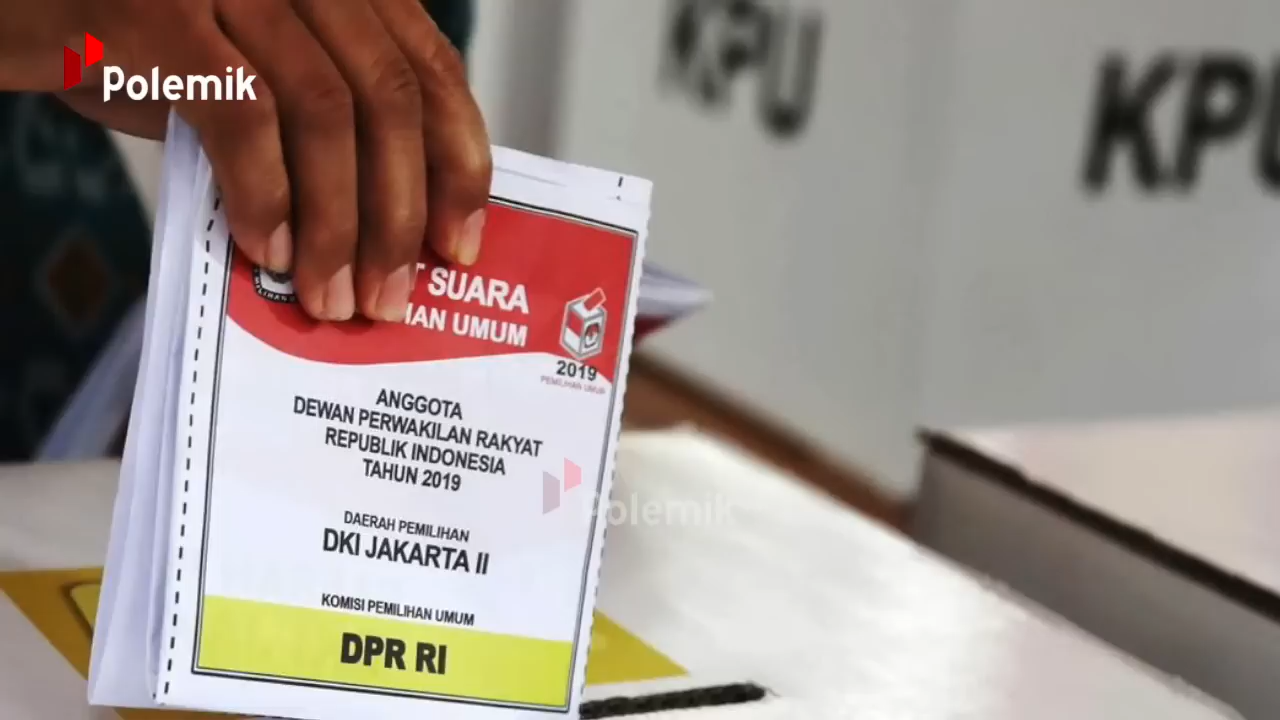 Polemik
KPU
KPU
T SUARA
HAN UMUM
2019
PEMILIHAN UMUM
ANGGOTA
DEWAN PERWAKILAN RAKYAT
REPUBLIK INDONESIA
TAHUN 2019
Polemik
DAERAH PEMILIHAN
DKI JAKARTA II
KOMISI PEMILIHAN UMUM
DPR RI